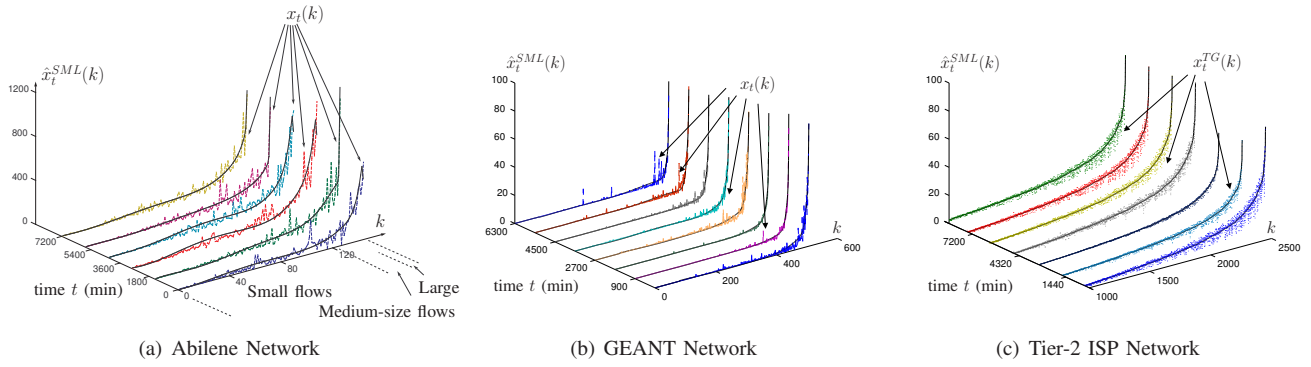 x_t(k)
x̂_t^{SML}(k)
1200
800
400
0
7200
5400
3600
1800
0
time t (min)
0
40
80
120
k
Small flows
Medium-size flows
Large
(a) Abilene Network
x̂_t^{SML}(k)
x_t(k)
100
80
60
40
20
0
6300
4500
2700
900
time t (min)
0
200
400
600
k
(b) GEANT Network
x̂_t^{SML}(k)
x_t^{TG}(k)
100
80
60
40
20
0
7200
4320
1440
time t (min)
1000
1500
2000
2500
k
(c) Tier-2 ISP Network